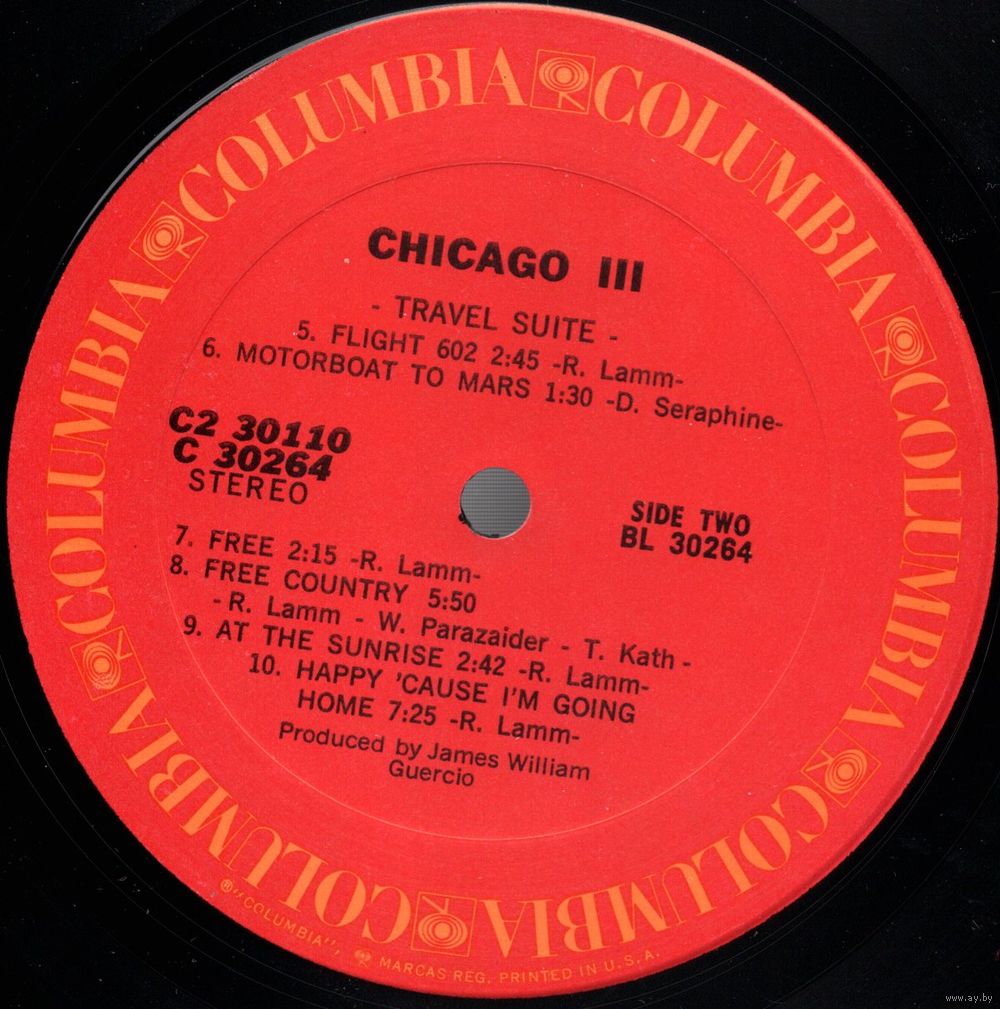 COLUMBIA COLUMBIA COLUMBIA COLUMBIA COLUMBIA COLUMBIA COLUMBIA COLUMBIA
CHICAGO III
- TRAVEL SUITE -
5. FLIGHT 602 2:45 -R. Lamm-
6. MOTORBOAT TO MARS 1:30 -D. Seraphine-
C2 30110
C 30264
STEREO
SIDE TWO
BL 30264
7. FREE 2:15 -R. Lamm-
8. FREE COUNTRY 5:50
- R. Lamm - W. Parazaider - T. Kath -
9. AT THE SUNRISE 2:42 -R. Lamm-
10. HAPPY 'CAUSE I'M GOING
HOME 7:25 -R. Lamm-
Produced by James William
Guercio
® "COLUMBIA", MARCAS REG. PRINTED IN U.S.A.
www.ay.by